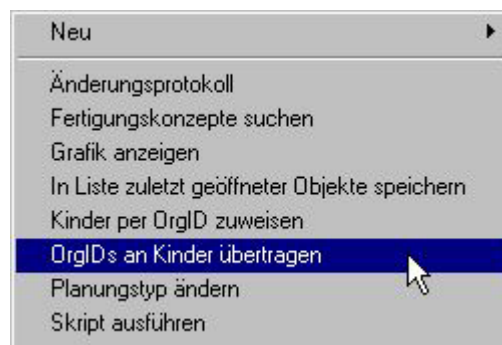 Neu
Änderungsprotokoll
Fertigungskonzepte suchen
Grafik anzeigen
In Liste zuletzt geöffneter Objekte speichern
Kinder per OrgID zuweisen
OrgIDs an Kinder übertragen
Planungstyp ändern
Skript ausführen